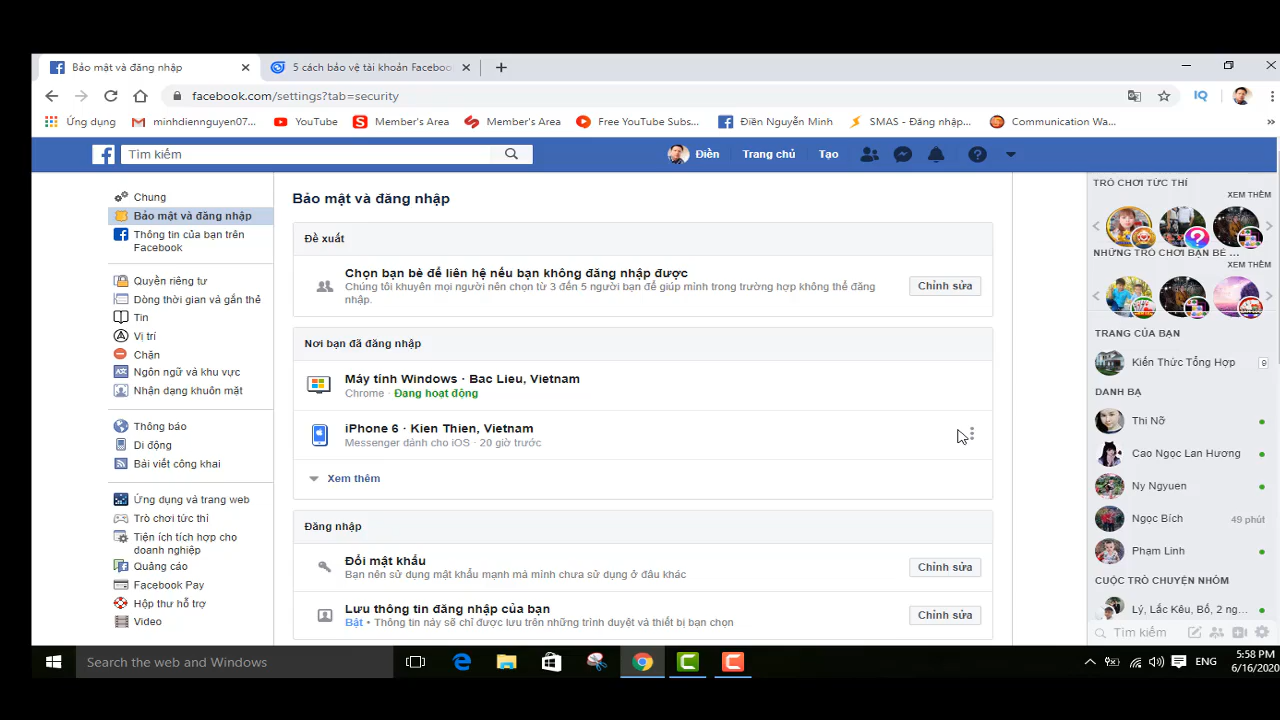 Bảo mật và đăng nhập
5 cách bảo vệ tài khoản Faceboo
facebook.com/settings?tab=security
IQ
Ứng dụng
minhdiennguyen07...
YouTube
Member's Area
Member's Area
Free YouTube Subs...
Điền Nguyễn Minh
SMAS - Đăng nhập...
Communication Wa...
Tìm kiếm
Điền
Trang chủ
Tạo
Chung
Bảo mật và đăng nhập
Thông tin của bạn trên
Facebook
Quyền riêng tư
Dòng thời gian và gắn thẻ
Tin
Vị trí
Chặn
Ngôn ngữ và khu vực
Nhận dạng khuôn mặt
Thông báo
Di động
Bài viết công khai
Ứng dụng và trang web
Trò chơi tức thì
Tiện ích tích hợp cho
doanh nghiệp
Quảng cáo
Facebook Pay
Hộp thư hỗ trợ
Video
Bảo mật và đăng nhập
Đề xuất
Chọn bạn bè để liên hệ nếu bạn không đăng nhập được
Chúng tôi khuyên mọi người nên chọn từ 3 đến 5 người bạn để giúp mình trong trường hợp không thể đăng
nhập.
Chỉnh sửa
Nơi bạn đã đăng nhập
Máy tính Windows · Bac Lieu, Vietnam
Chrome · Đang hoạt động
iPhone 6 · Kien Thien, Vietnam
Messenger dành cho iOS · 20 giờ trước
Xem thêm
Đăng nhập
Đổi mật khẩu
Bạn nên sử dụng mật khẩu mạnh mà mình chưa sử dụng ở đâu khác
Chỉnh sửa
Lưu thông tin đăng nhập của bạn
Bật • Thông tin này sẽ chỉ được lưu trên những trình duyệt và thiết bị bạn chọn
Chỉnh sửa
TRÒ CHƠI TỨC THÌ
XEM THÊM
NHỮNG TRÒ CHƠI BẠN BÈ ...
XEM THÊM
TRANG CỦA BẠN
Kiến Thức Tổng Hợp
9
DANH BẠ
Thi Nỡ
Cao Ngọc Lan Hương
Ny Ngyuen
Ngọc Bích
49 phút
Phạm Linh
CUỘC TRÒ CHUYỆN NHÓM
Lý, Lắc Kêu, Bố, 2 ng...
Tìm kiếm
Search the web and Windows
ENG
5:58 PM
6/16/2020